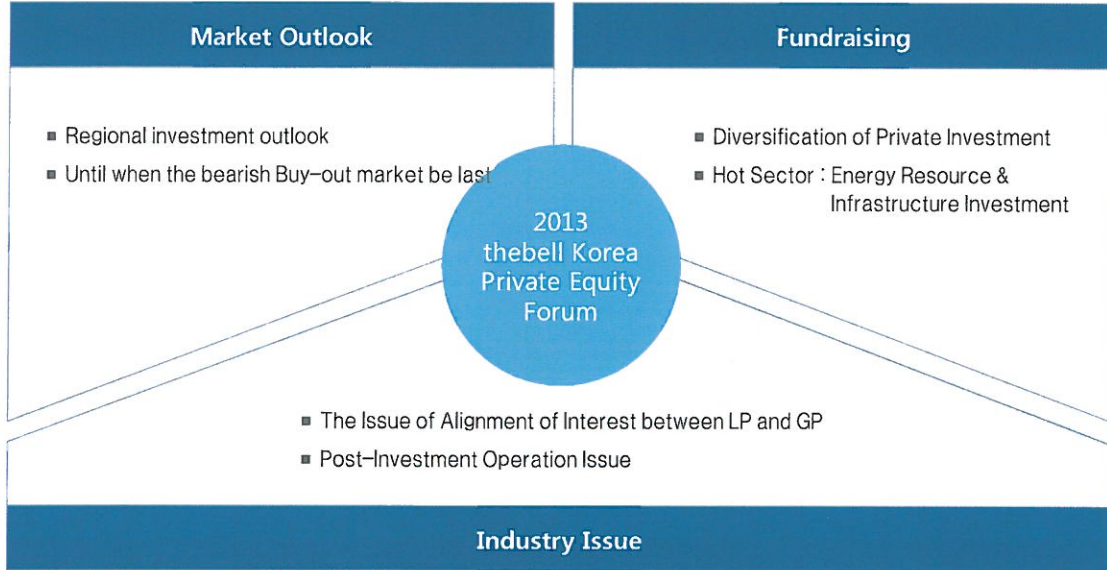 Market Outlook
■ Regional investment outlook
■ Until when the bearish Buy-out market be last
Fundraising
■ Diversification of Private Investment
■ Hot Sector : Energy Resource &
Infrastructure Investment
2013
thebell Korea
Private Equity
Forum
■ The Issue of Alignment of Interest between LP and GP
■ Post-Investment Operation Issue
Industry Issue